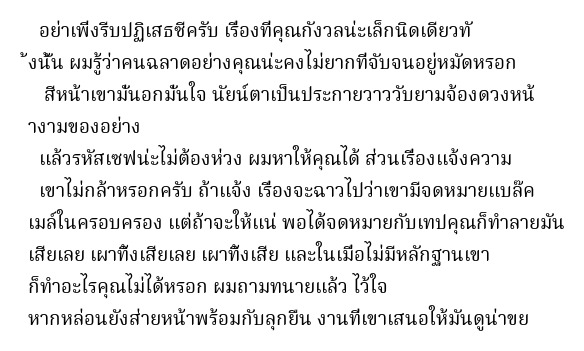 อย่าเพิ่งรีบปฏิเสธซีครับ เรื่องที่คุณกังวลน่ะเล็กนิดเดียวทั
้งนั้น ผมรู้ว่าคนฉลาดอย่างคุณน่ะคงไม่ยากที่จับจนอยู่หมัดหรอก
สีหน้าเขามั่นอกมั่นใจ นัยน์ตาเป็นประกายวาววับยามจ้องดวงหน้
างามของอย่าง
แล้วรหัสเซฟน่ะไม่ต้องห่วง ผมหาให้คุณได้ ส่วนเรื่องแจ้งความ
เขาไม่กล้าหรอกครับ ถ้าแจ้ง เรื่องจะฉาวไปว่าเขามีจดหมายแบล๊ค
เมล์ในครอบครอง แต่ถ้าจะให้แน่ พอได้จดหมายกับเทปคุณก็ทำลายมัน
เสียเลย เผาทิ้งเสียเลย เผาทิ้งเสีย และในเมื่อไม่มีหลักฐานเขา
ก็ทำอะไรคุณไม่ได้หรอก ผมถามทนายแล้ว ไว้ใจ
หากหล่อนยังส่ายหน้าพร้อมกับลุกยืน งานที่เขาเสนอให้มันดูน่าขย